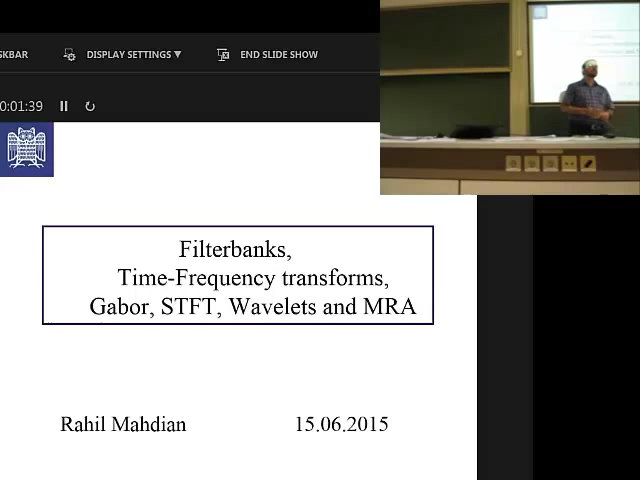 SKBAR
DISPLAY SETTINGS ▼
END SLIDE SHOW
0:01:39
Filterbanks,
Time-Frequency transforms,
Gabor, STFT, Wavelets and MRA
Rahil Mahdian
15.06.2015